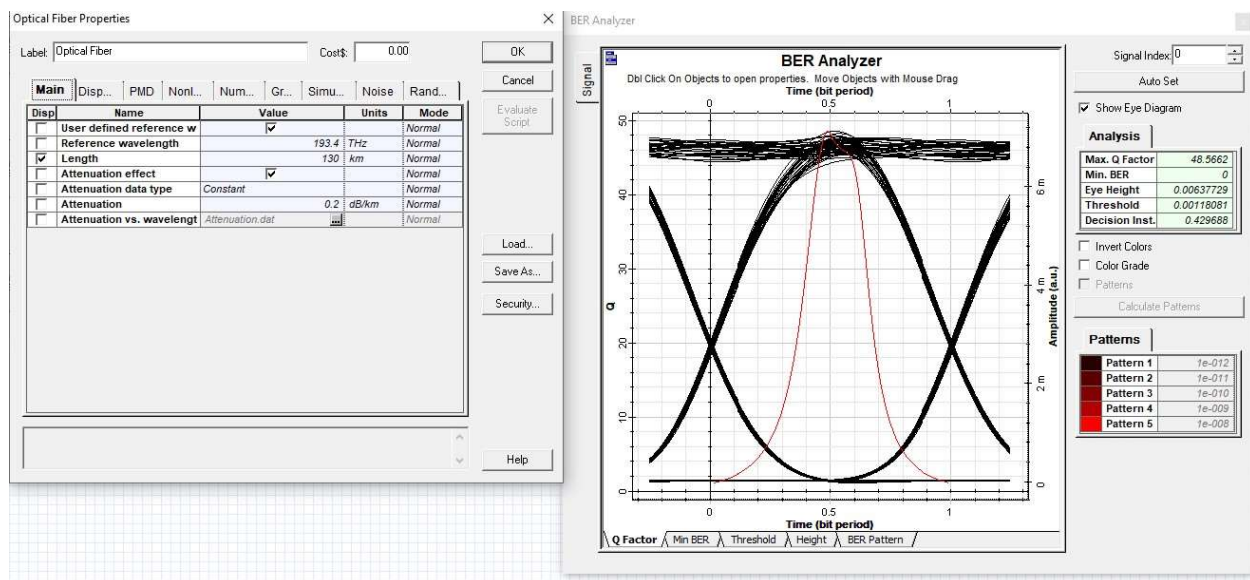 Optical Fiber Properties
Label: Optical Fiber Cost$: 0.00 OK
Cancel
Evaluate Script
Main Disp... PMD Nonl... Num... Gr... Simu... Noise Rand...
Disp Name Value Units Mode
User defined reference w Normal
Reference wavelength 193.4 THz Normal
Length 130 km Normal
Attenuation effect Normal
Attenuation data type Constant Normal
Attenuation 0.2 dB/km Normal
Attenuation vs. wavelengt Attenuation.dat ... Normal
Load...
Save As...
Security...
Help
BER Analyzer
Signal
BER Analyzer
Dbl Click On Objects to open properties. Move Objects with Mouse Drag
Time (bit period)
0 0.5 1
50
40
30
20
10
0
Q
6 m
4 m
2 m
0
Amplitude (a.u.)
0 0.5 1
Time (bit period)
Q Factor Min BER Threshold Height BER Pattern
Signal Index: 0
Auto Set
Show Eye Diagram
Analysis
Max. Q Factor 48.5662
Min. BER 0
Eye Height 0.00637729
Threshold 0.00118081
Decision Inst. 0.429688
Invert Colors
Color Grade
Patterns
Calculate Patterns
Patterns
Pattern 1 1e-012
Pattern 2 1e-011
Pattern 3 1e-010
Pattern 4 1e-009
Pattern 5 1e-008